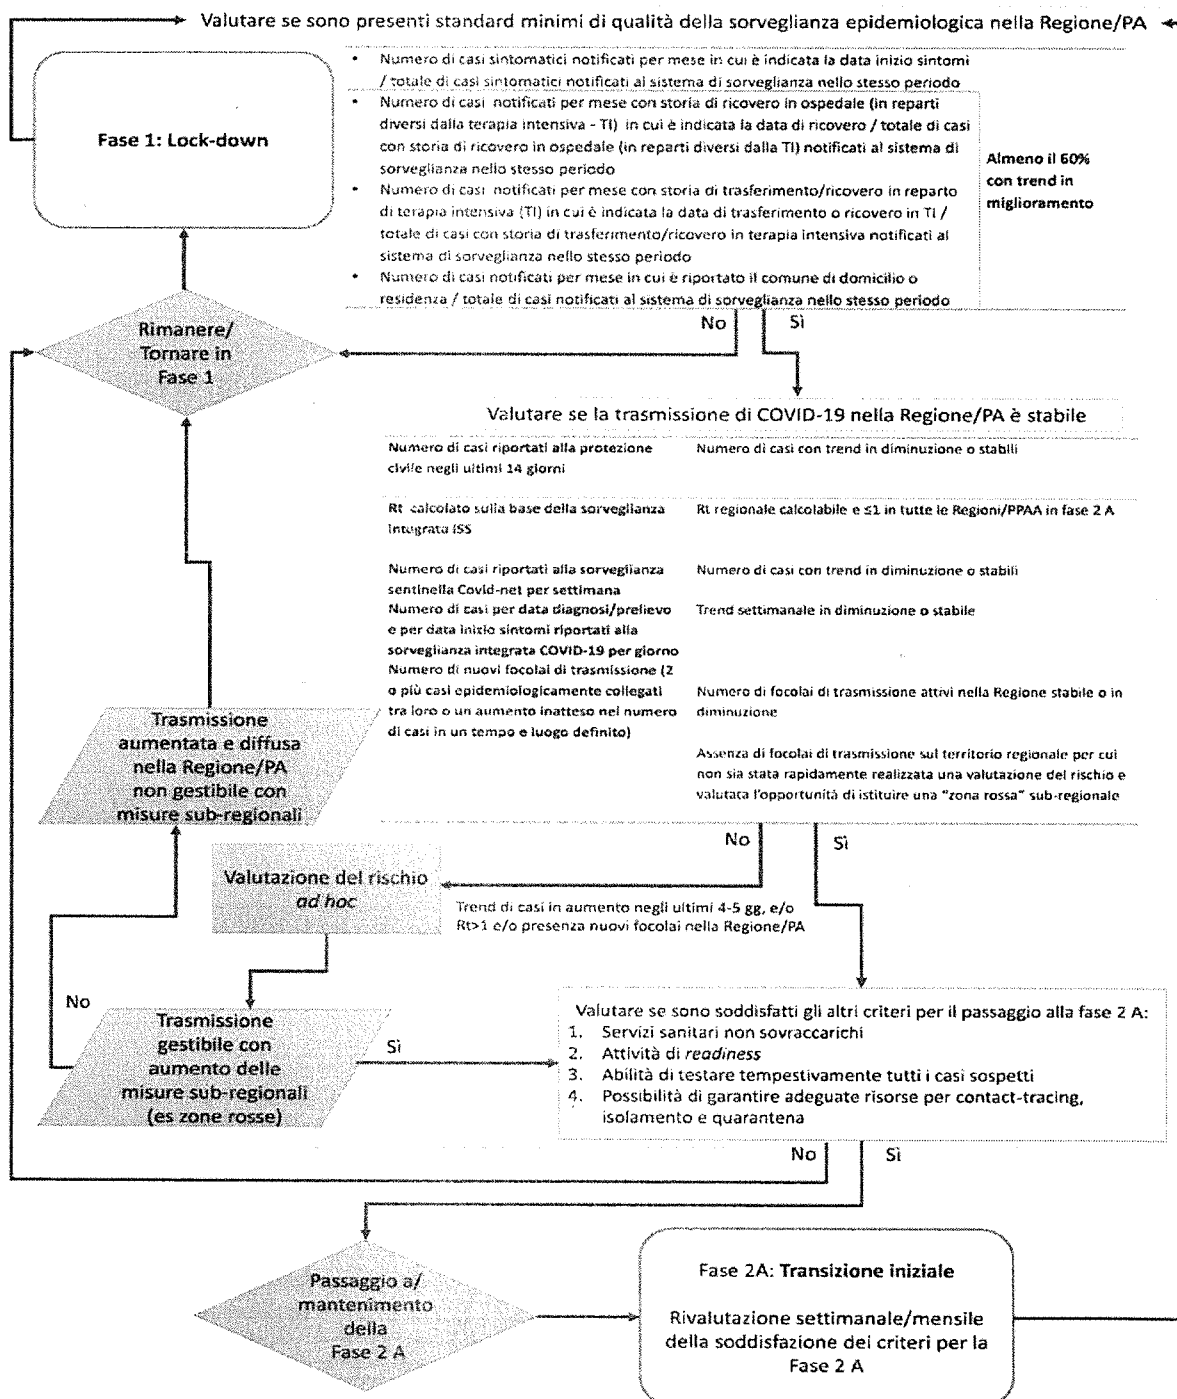 Valutare se sono presenti standard minimi di qualità della sorveglianza epidemiologica nella Regione/PA
Fase 1: Lock-down
• Numero di casi sintomatici notificati per mese in cui è indicata la data inizio sintomi
/ totale di casi sintomatici notificati al sistema di sorveglianza nello stesso periodo
• Numero di casi notificati per mese con storia di ricovero in ospedale (in reparti
diversi dalla terapia intensiva - TI) in cui è indicata la data di ricovero / totale di casi
con storia di ricovero in ospedale (in reparti diversi dalla TI) notificati al sistema di
sorveglianza nello stesso periodo
• Numero di casi notificati per mese con storia di trasferimento/ricovero in reparto
di terapia intensiva (TI) in cui è indicata la data di trasferimento o ricovero in TI /
totale di casi con storia di trasferimento/ricovero in terapia intensiva notificati al
sistema di sorveglianza nello stesso periodo
• Numero di casi notificati per mese in cui è riportato il comune di domicilio o
residenza / totale di casi notificati al sistema di sorveglianza nello stesso periodo
Almeno il 60%
con trend in
miglioramento
No
Sì
Rimanere/
Tornare in
Fase 1
Valutare se la trasmissione di COVID-19 nella Regione/PA è stabile
Numero di casi riportati alla protezione
civile negli ultimi 14 giorni
Numero di casi con trend in diminuzione o stabili
Rt calcolato sulla base della sorveglianza
integrata ISS
Rt regionale calcolabile e ≤1 in tutte le Regioni/PPAA in fase 2 A
Numero di casi riportati alla sorveglianza
sentinella Covid-net per settimana
Numero di casi con trend in diminuzione o stabili
Numero di casi per data diagnosi/prelievo
e per data inizio sintomi riportati alla
sorveglianza integrata COVID-19 per giorno
Trend settimanale in diminuzione o stabile
Numero di nuovi focolai di trasmissione (2
o più casi epidemiologicamente collegati
tra loro o un aumento inatteso nel numero
di casi in un tempo e luogo definito)
Numero di focolai di trasmissione attivi nella Regione stabile o in
diminuzione
Assenza di focolai di trasmissione sul territorio regionale per cui
non sia stata rapidamente realizzata una valutazione del rischio e
valutata l'opportunità di istituire una "zona rossa" sub-regionale
Trasmissione
aumentata e diffusa
nella Regione/PA
non gestibile con
misure sub-regionali
No
Sì
Valutazione del rischio
ad hoc
Trend di casi in aumento negli ultimi 4-5 gg, e/o
Rt>1 e/o presenza nuovi focolai nella Regione/PA
No
Trasmissione
gestibile con
aumento delle
misure sub-regionali
(es zone rosse)
Sì
Valutare se sono soddisfatti gli altri criteri per il passaggio alla fase 2 A:
1. Servizi sanitari non sovraccarichi
2. Attività di readiness
3. Abilità di testare tempestivamente tutti i casi sospetti
4. Possibilità di garantire adeguate risorse per contact-tracing,
isolamento e quarantena
No
Sì
Passaggio a/
mantenimento
della
Fase 2 A
Fase 2A: Transizione iniziale
Rivalutazione settimanale/mensile
della soddisfazione dei criteri per la
Fase 2 A